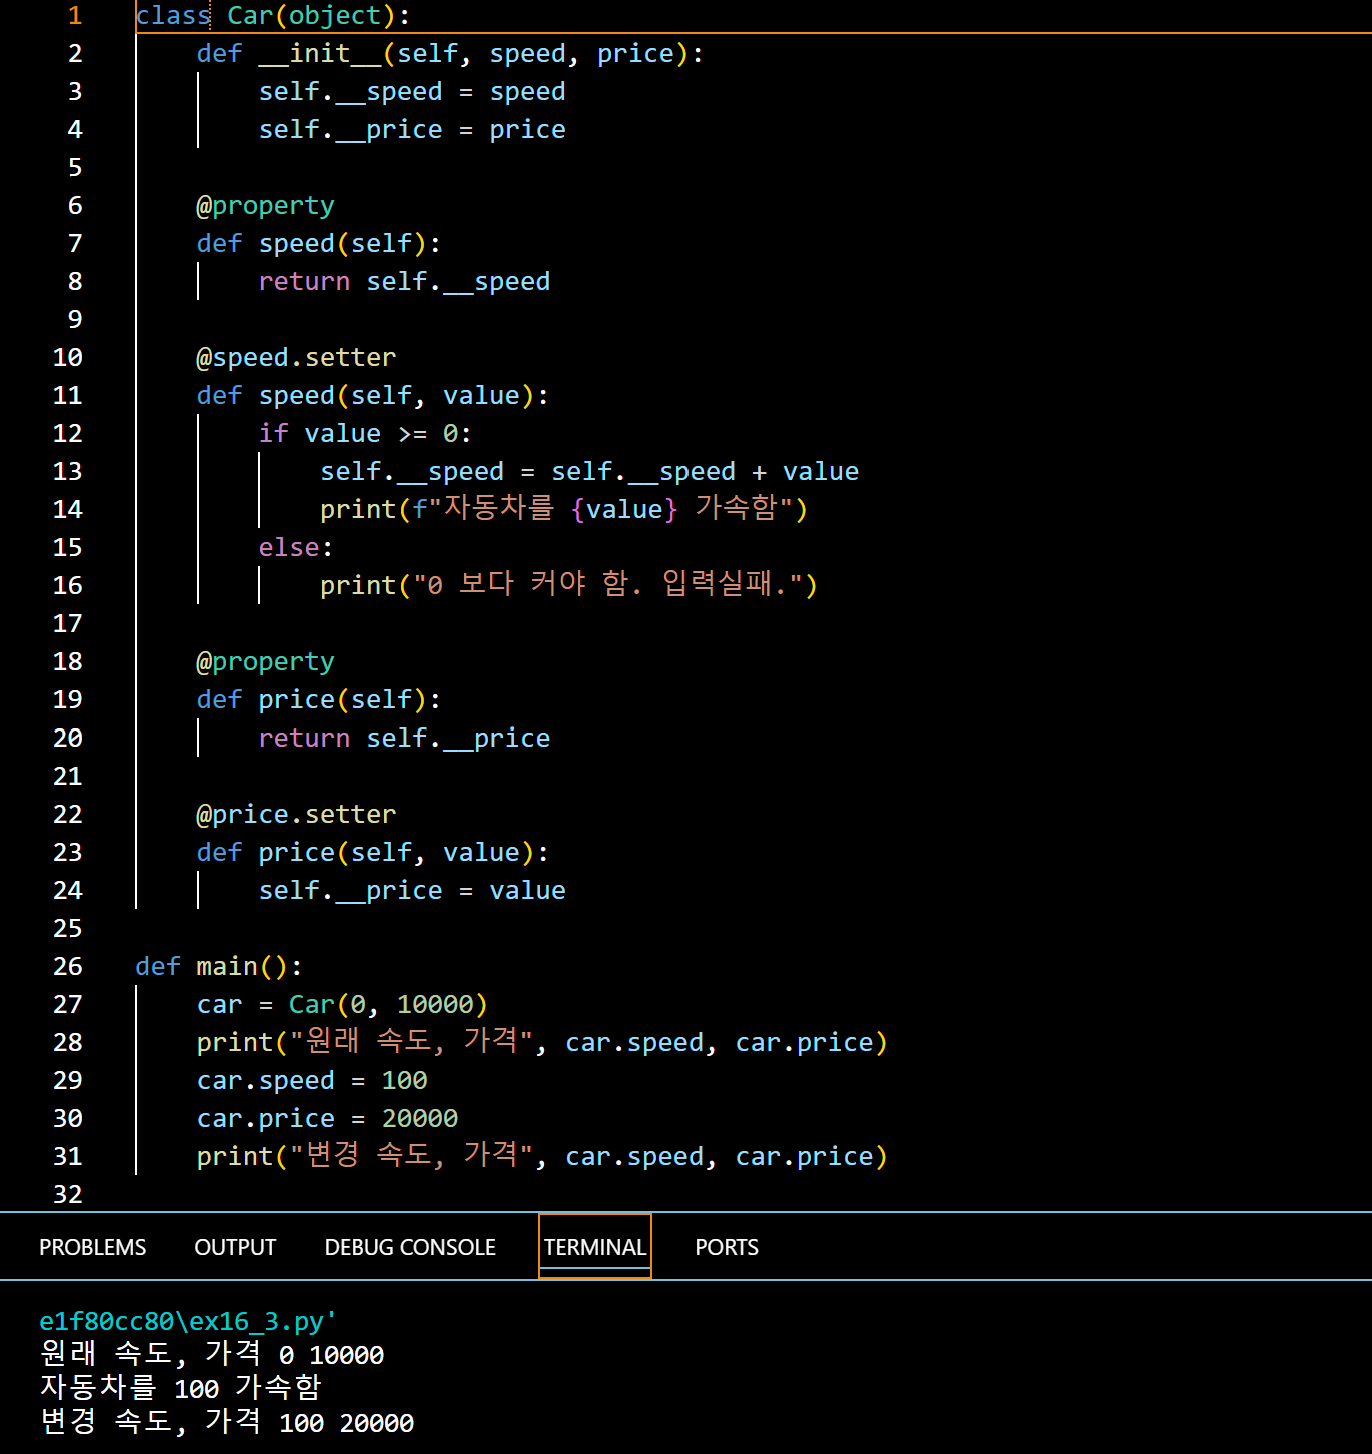 1 class Car(object):
2     def __init__(self, speed, price):
3         self.__speed = speed
4         self.__price = price
5
6     @property
7     def speed(self):
8         return self.__speed
9
10     @speed.setter
11     def speed(self, value):
12         if value >= 0:
13             self.__speed = self.__speed + value
14             print(f"자동차를 {value} 가속함")
15         else:
16             print("0 보다 커야 함. 입력실패.")
17
18     @property
19     def price(self):
20         return self.__price
21
22     @price.setter
23     def price(self, value):
24         self.__price = value
25
26 def main():
27     car = Car(0, 10000)
28     print("원래 속도, 가격", car.speed, car.price)
29     car.speed = 100
30     car.price = 20000
31     print("변경 속도, 가격", car.speed, car.price)
32
PROBLEMS OUTPUT DEBUG CONSOLE TERMINAL PORTS
e1f80cc80\ex16_3.py'
원래 속도, 가격 0 10000
자동차를 100 가속함
변경 속도, 가격 100 20000